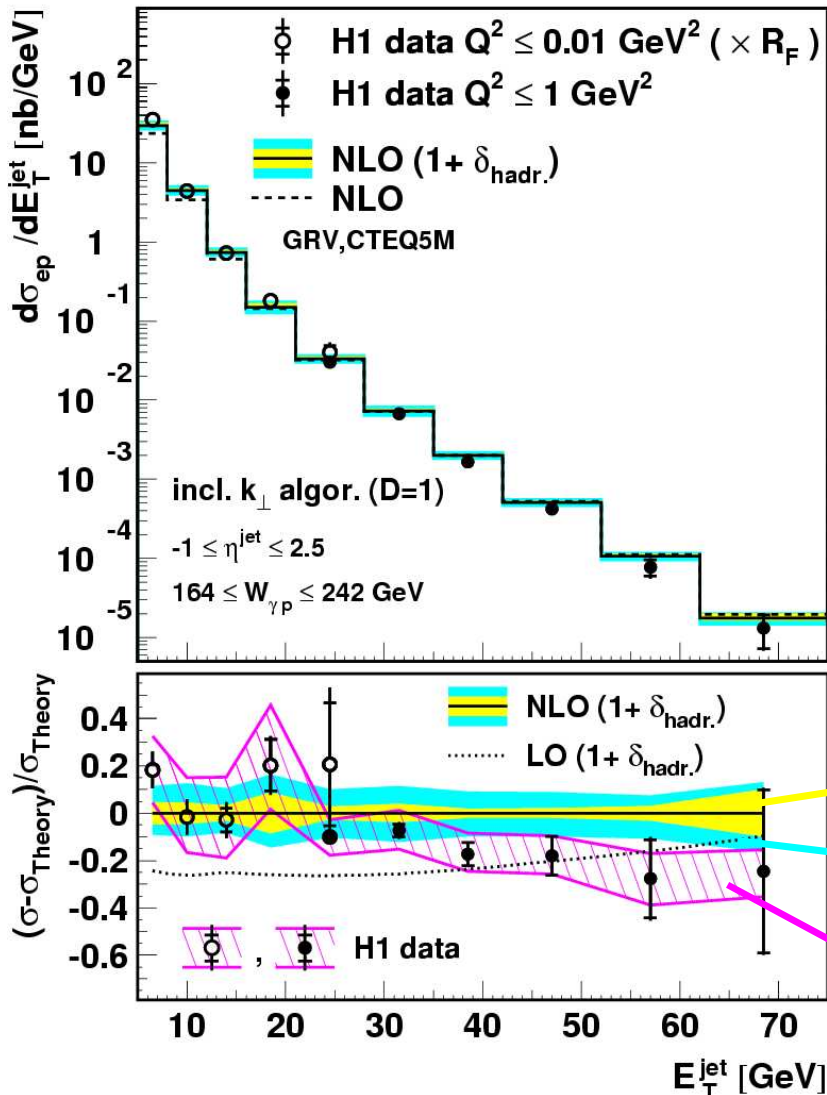 H1 data Q² ≤ 0.01 GeV² ( × R_F )
H1 data Q² ≤ 1 GeV²
NLO (1+ δ_hadr.)
NLO
GRV,CTEQ5M
dσ_ep /dE_T^jet [nb/GeV]
10²
10
1
10⁻¹
10⁻²
10⁻³
10⁻⁴
10⁻⁵
incl. k_⊥ algor. (D=1)
-1 ≤ η^jet ≤ 2.5
164 ≤ W_γp ≤ 242 GeV
(σ-σ_Theory)/σ_Theory
0.4
0.2
0
-0.2
-0.4
-0.6
NLO (1+ δ_hadr.)
LO (1+ δ_hadr.)
, H1 data
10 20 30 40 50 60 70
E_T^jet [GeV]